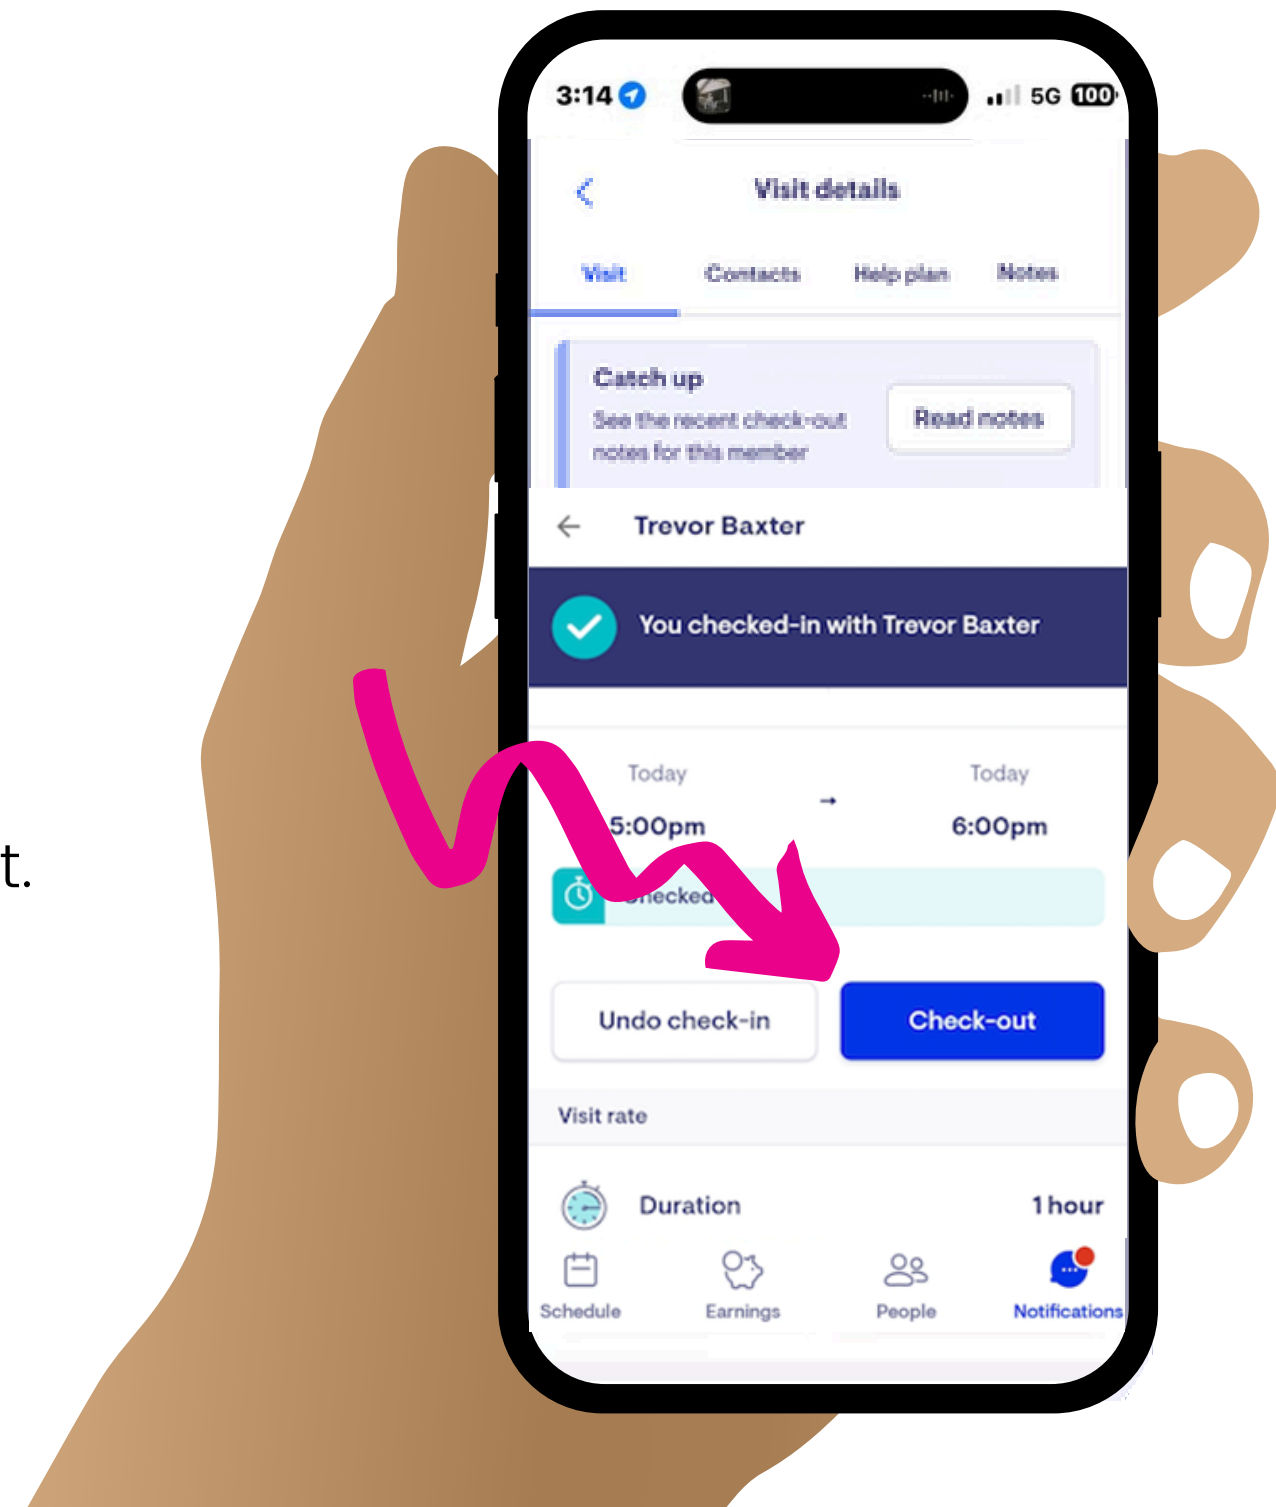 3:14 5G 100
Visit details
Visit Contacts Help plan Notes
Catch up
See the recent check-out
notes for this member
Read notes
Trevor Baxter
You checked-in with Trevor Baxter
Today → Today
5:00pm 6:00pm
t.
Checked
Undo check-in Check-out
Visit rate
Duration 1 hour
Schedule Earnings People Notifications